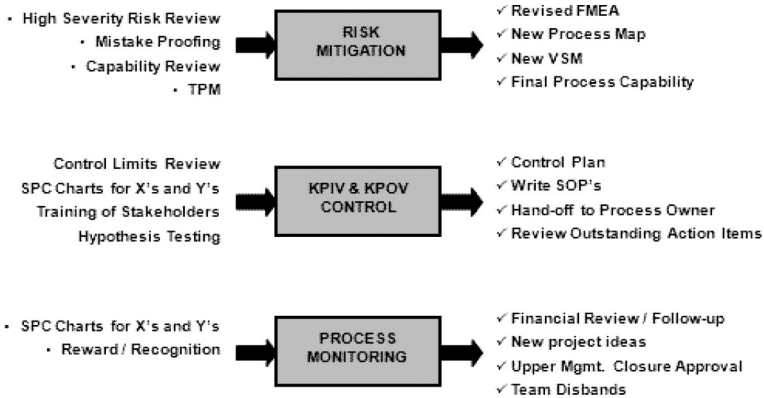 • High Severity Risk Review
• Mistake Proofing
• Capability Review
• TPM
RISK
MITIGATION
✓ Revised FMEA
✓ New Process Map
✓ New VSM
✓ Final Process Capability
Control Limits Review
SPC Charts for X's and Y's
Training of Stakeholders
Hypothesis Testing
KPIV & KPOV
CONTROL
✓ Control Plan
✓ Write SOP's
✓ Hand-off to Process Owner
✓ Review Outstanding Action Items
• SPC Charts for X's and Y's
• Reward / Recognition
PROCESS
MONITORING
✓ Financial Review / Follow-up
✓ New project ideas
✓ Upper Mgmt. Closure Approval
✓ Team Disbands